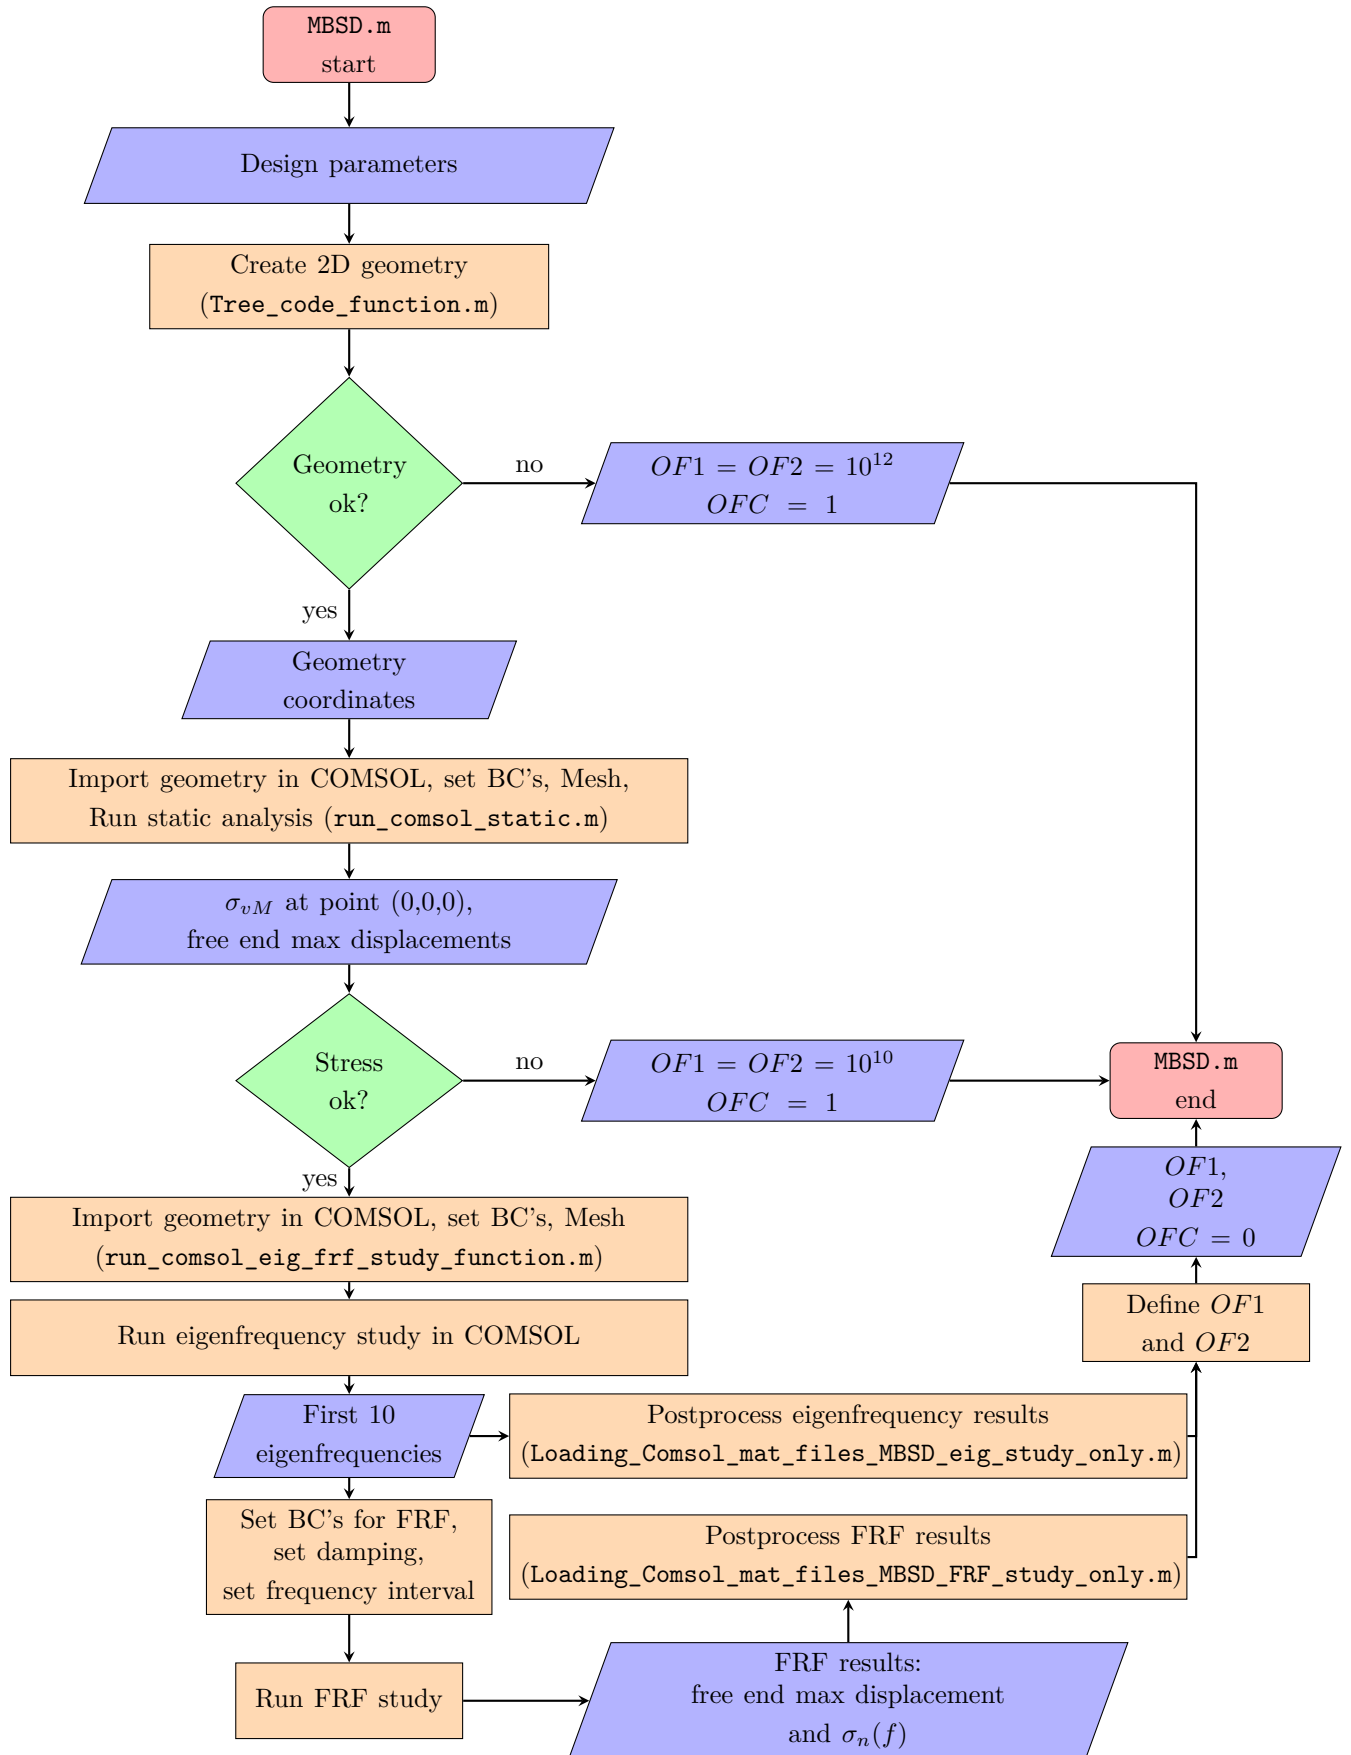 MBSD.m
start
Design parameters
Create 2D geometry
(Tree_code_function.m)
Geometry
ok?
no
OF1 = OF2 = 10^12
OFC = 1
yes
Geometry
coordinates
Import geometry in COMSOL, set BC's, Mesh,
Run static analysis (run_comsol_static.m)
σ_vM at point (0,0,0),
free end max displacements
Stress
ok?
no
OF1 = OF2 = 10^10
OFC = 1
MBSD.m
end
yes
Import geometry in COMSOL, set BC's, Mesh
(run_comsol_eig_frf_study_function.m)
OF1,
OF2
OFC = 0
Run eigenfrequency study in COMSOL
Define OF1
and OF2
First 10
eigenfrequencies
Postprocess eigenfrequency results
(Loading_Comsol_mat_files_MBSD_eig_study_only.m)
Set BC's for FRF,
set damping,
set frequency interval
Postprocess FRF results
(Loading_Comsol_mat_files_MBSD_FRF_study_only.m)
Run FRF study
FRF results:
free end max displacement
and σ_n(f)